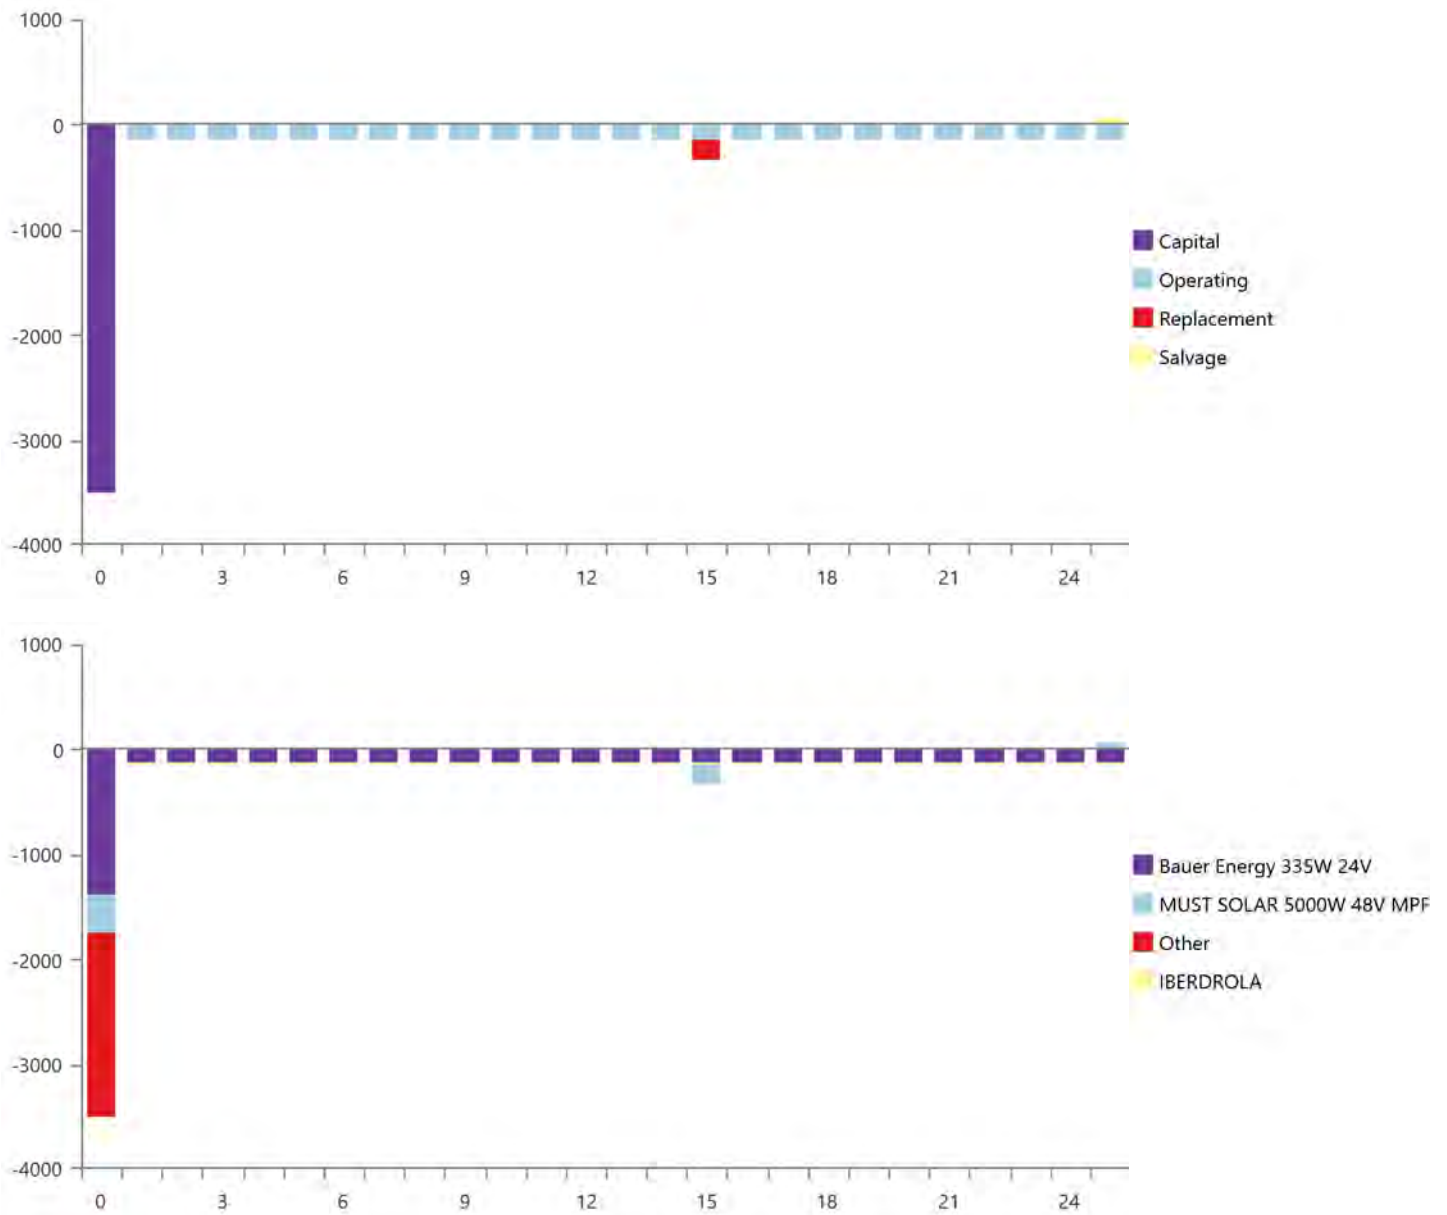 1000
0
-1000
-2000
-3000
-4000
0 3 6 9 12 15 18 21 24
Capital
Operating
Replacement
Salvage
1000
0
-1000
-2000
-3000
-4000
0 3 6 9 12 15 18 21 24
Bauer Energy 335W 24V
MUST SOLAR 5000W 48V MPF
Other
IBERDROLA